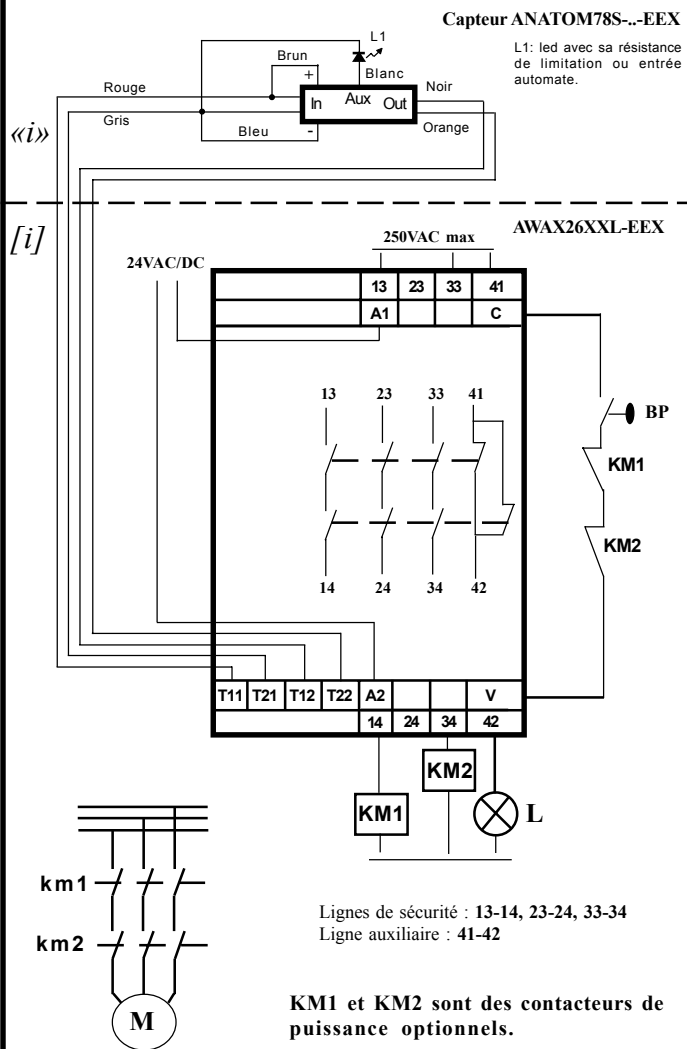 Capteur ANATOM78S-..-EEX
L1
L1: led avec sa résistance
de limitation ou entrée
automate.
Brun
+
Blanc
Rouge
Noir
In
Aux
Out
Gris
Orange
«i»
Bleu
-
[i]
AWAX26XXL-EEX
250VAC max
24VAC/DC
13 23 33 41
A1 C
13 23 33 41
BP
KM1
KM2
14 24 34 42
T11 T21 T12 T22 A2 V
14 24 34 42
KM2
KM1
L
km1
km2
M
Lignes de sécurité : 13-14, 23-24, 33-34
Ligne auxiliaire : 41-42
KM1 et KM2 sont des contacteurs de
puissance optionnels.